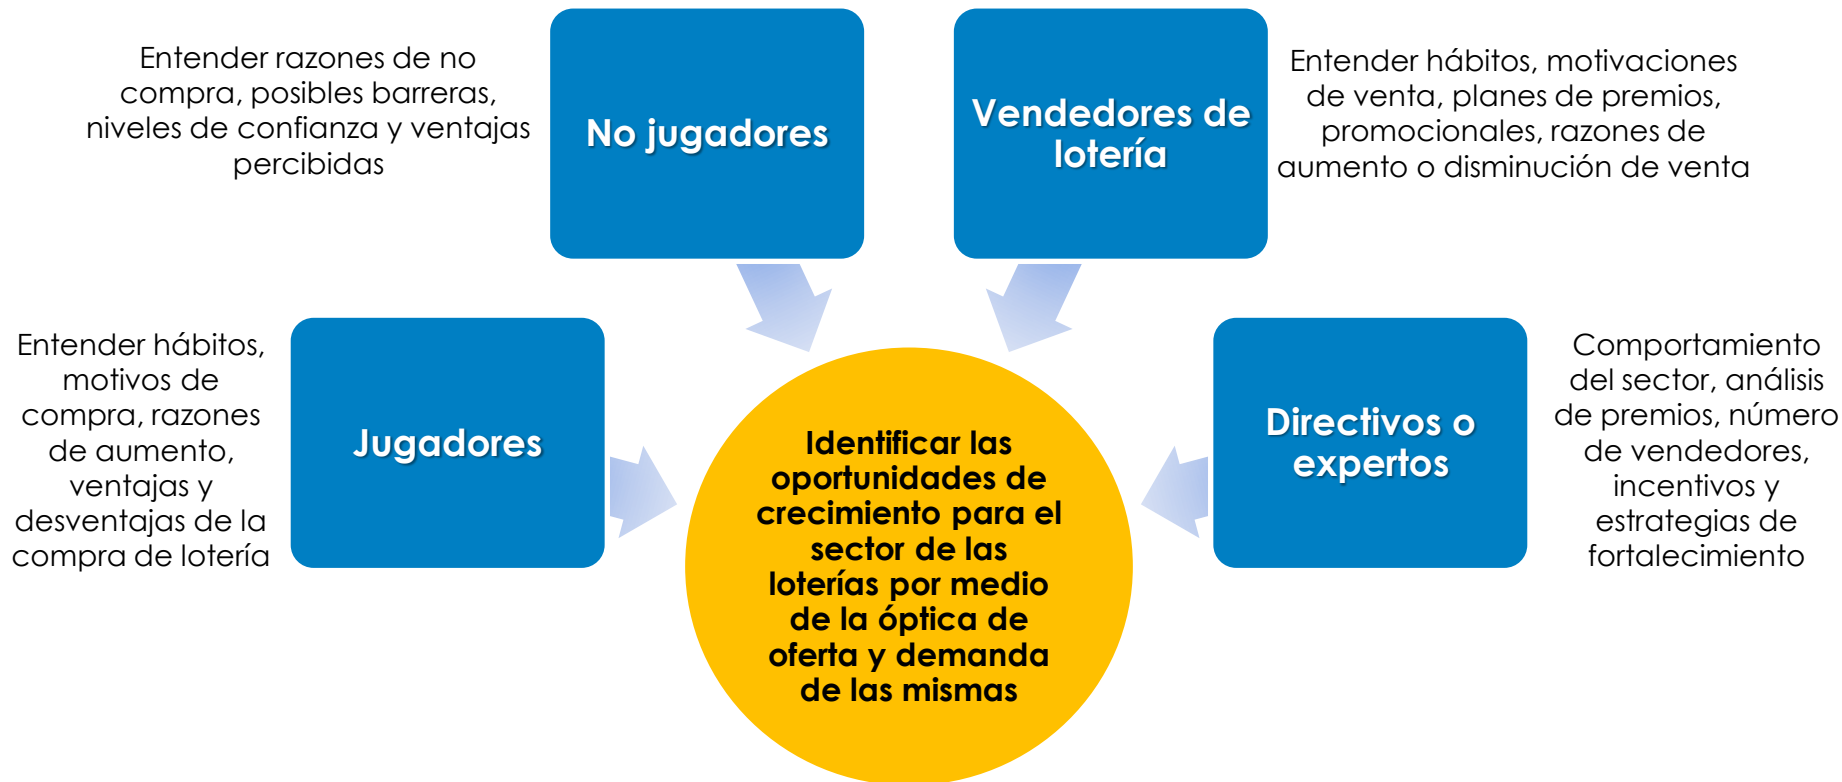 Entender razones de no
compra, posibles barreras,
niveles de confianza y ventajas
percibidas
No jugadores
Vendedores de
lotería
Entender hábitos, motivaciones
de venta, planes de premios,
promocionales, razones de
aumento o disminución de venta
Entender hábitos,
motivos de
compra, razones
de aumento,
ventajas y
desventajas de la
compra de lotería
Jugadores
Identificar las
oportunidades de
crecimiento para el
sector de las
loterías por medio
de la óptica de
oferta y demanda
de las mismas
Directivos o
expertos
Comportamiento
del sector, análisis
de premios, número
de vendedores,
incentivos y
estrategias de
fortalecimiento